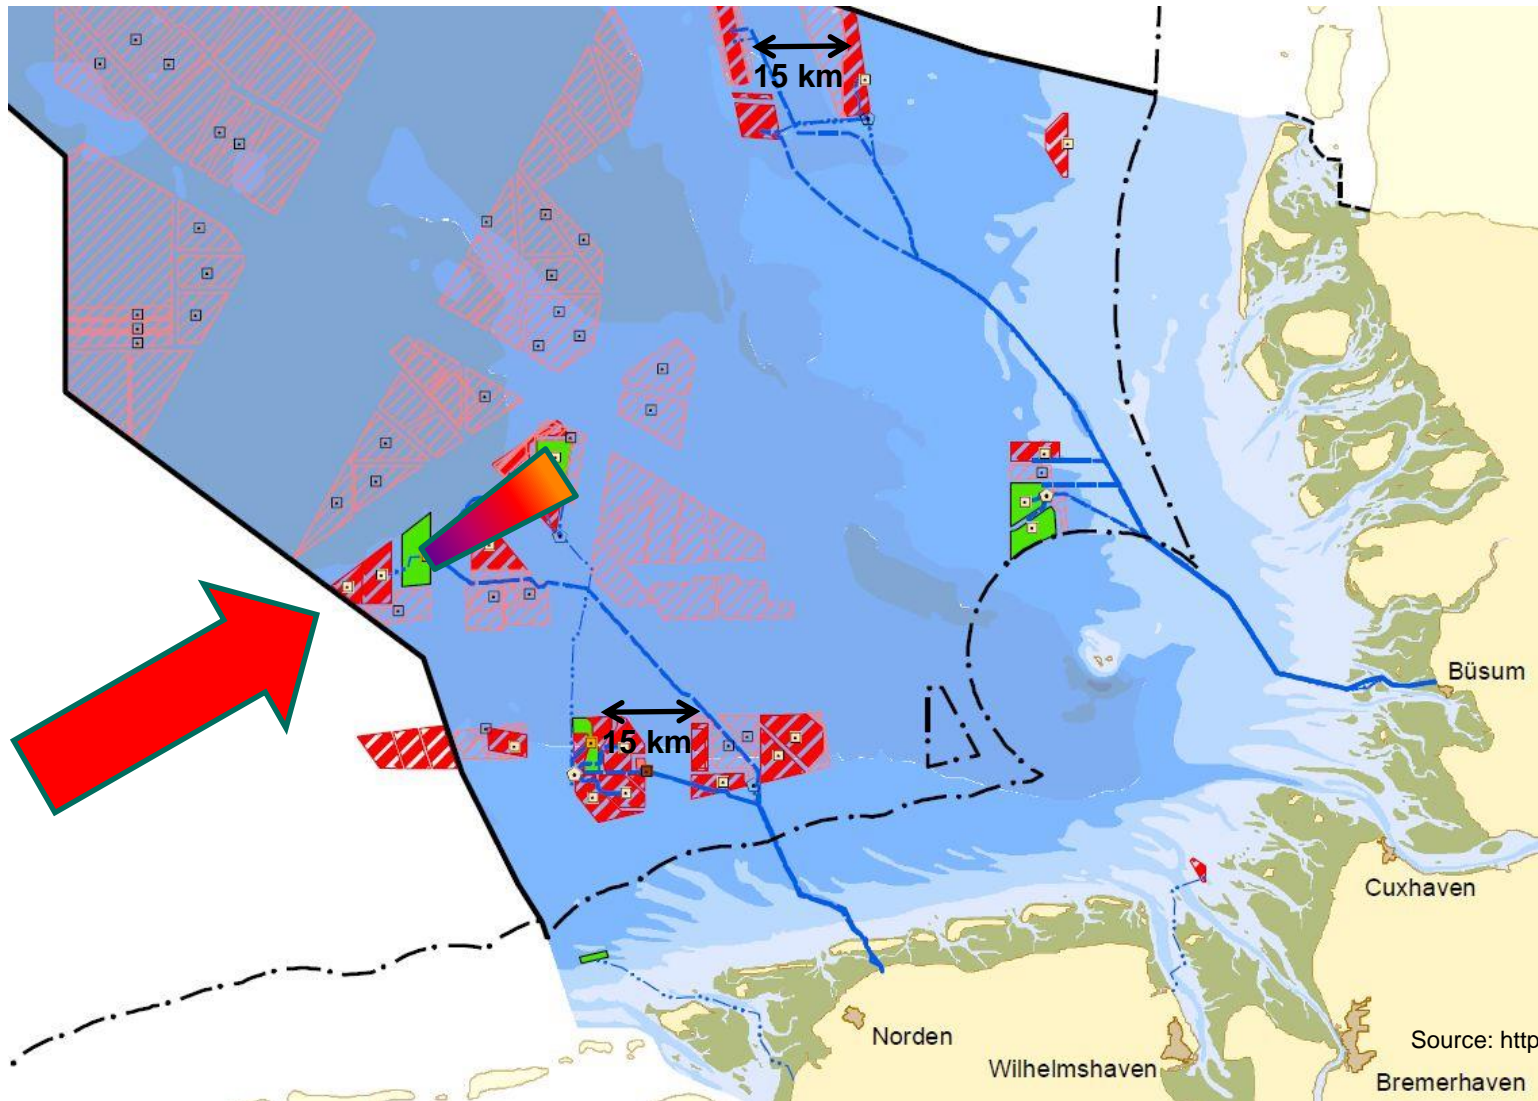 15 km
15 km
Büsum
Cuxhaven
Norden
Wilhelmshaven
Source: http
Bremerhaven